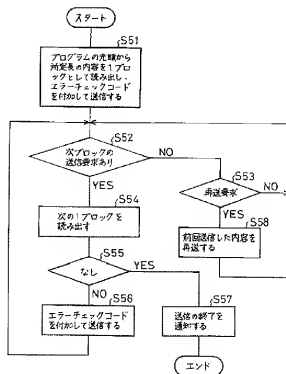 スタート
S51
プログラムの先頭から
所定長の内容を1ブ
ロックとして読み出し、
エラーチェックコード
を付加して送信する
S52
次ブロックの
送信要求あり
NO
S53
YES
再送要求
NO
S54
YES
S58
次の1ブロックを
読み出す
前回送信した内容を
再送する
S55
なし
YES
NO
S56
S57
エラーチェックコード
を付加して送信する
送信の終了を
通知する
エンド